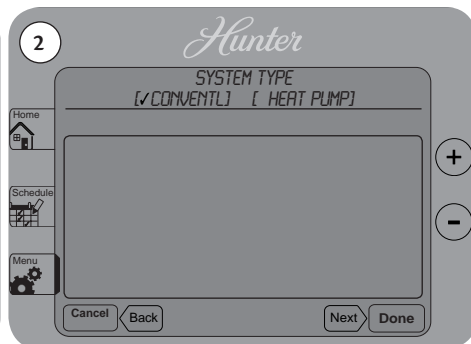 2
Hunter
SYSTEM TYPE
[✓CONVENTL] [ HEAT PUMP]
Home
Schedule
Menu
+
-
Cancel Back Next Done